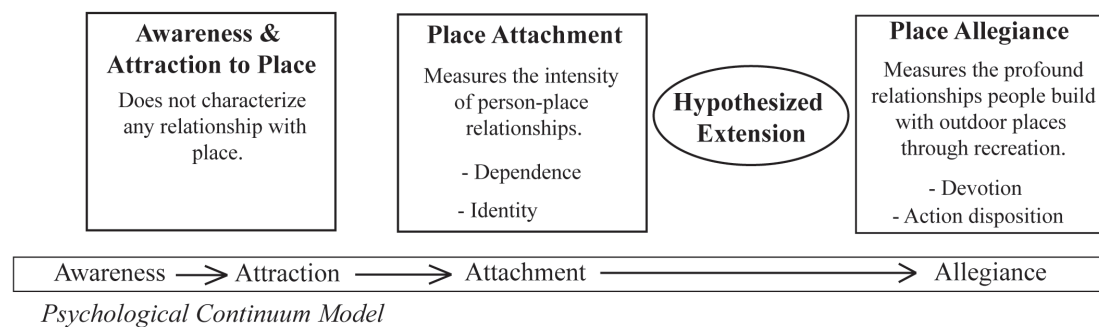 Awareness &
Attraction to Place
Does not characterize
any relationship with
place.
Place Attachment
Measures the intensity
of person-place
relationships.
- Dependence
- Identity
Hypothesized
Extension
Place Allegiance
Measures the profound
relationships people build
with outdoor places
through recreation.
- Devotion
- Action disposition
Awareness Attraction Attachment Allegiance
Psychological Continuum Model